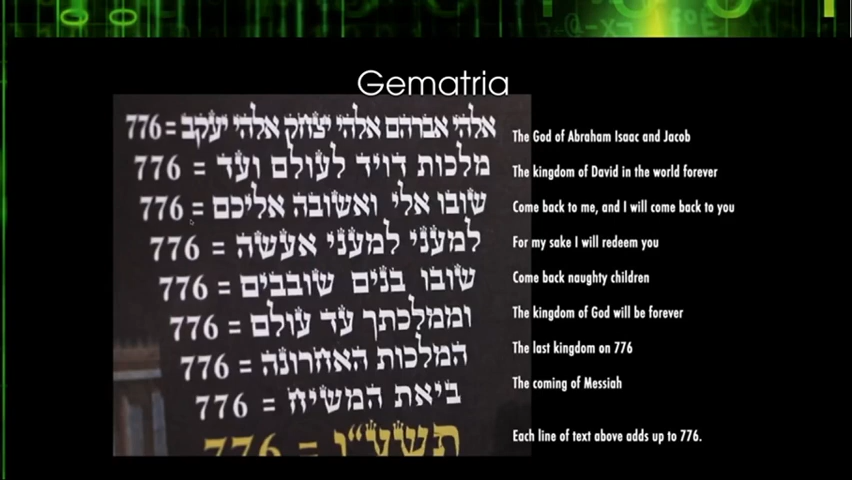 Gematria
אלהי אברהם אלהי יצחק אלהי יעקב=776
The God of Abraham Isaac and Jacob
מלכות דויד לעולם ועד = 776
The kingdom of David in the world forever
שובו אלי ואשובה אליכם = 776
Come back to me, and I will come back to you
למעני למעני אעשה = 776
For my sake I will redeem you
שובו בנים שובבים = 776
Come back naughty children
וממלכתך עד עולם = 776
The kingdom of God will be forever
המלכות האחרונה = 776
The last kingdom on 776
ביאת המשיח = 776
The coming of Messiah
תשע״ו = 776
Each line of text above adds up to 776.